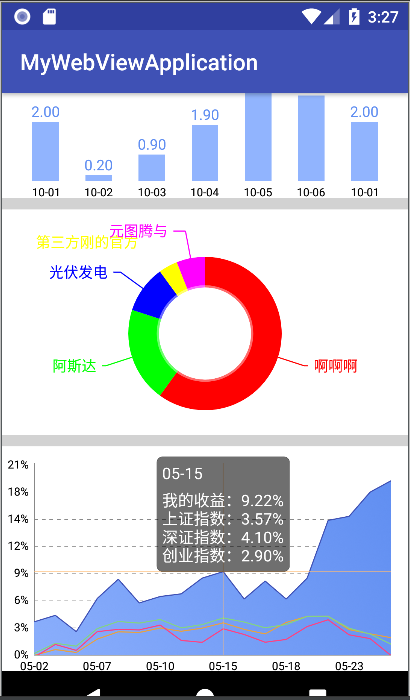 3:27
MyWebViewApplication
2.00
0.20
0.90
1.90
2.00
10-01
10-02
10-03
10-04
10-05
10-06
10-01
元图腾与
第三方刚的官方
光伏发电
阿斯达
啊啊啊
21%
18%
14%
12%
9%
6%
3%
0%
05-15
我的收益：9.22%
上证指数：3.57%
深证指数：4.10%
创业指数：2.90%
05-02
05-07
05-10
05-15
05-18
05-23